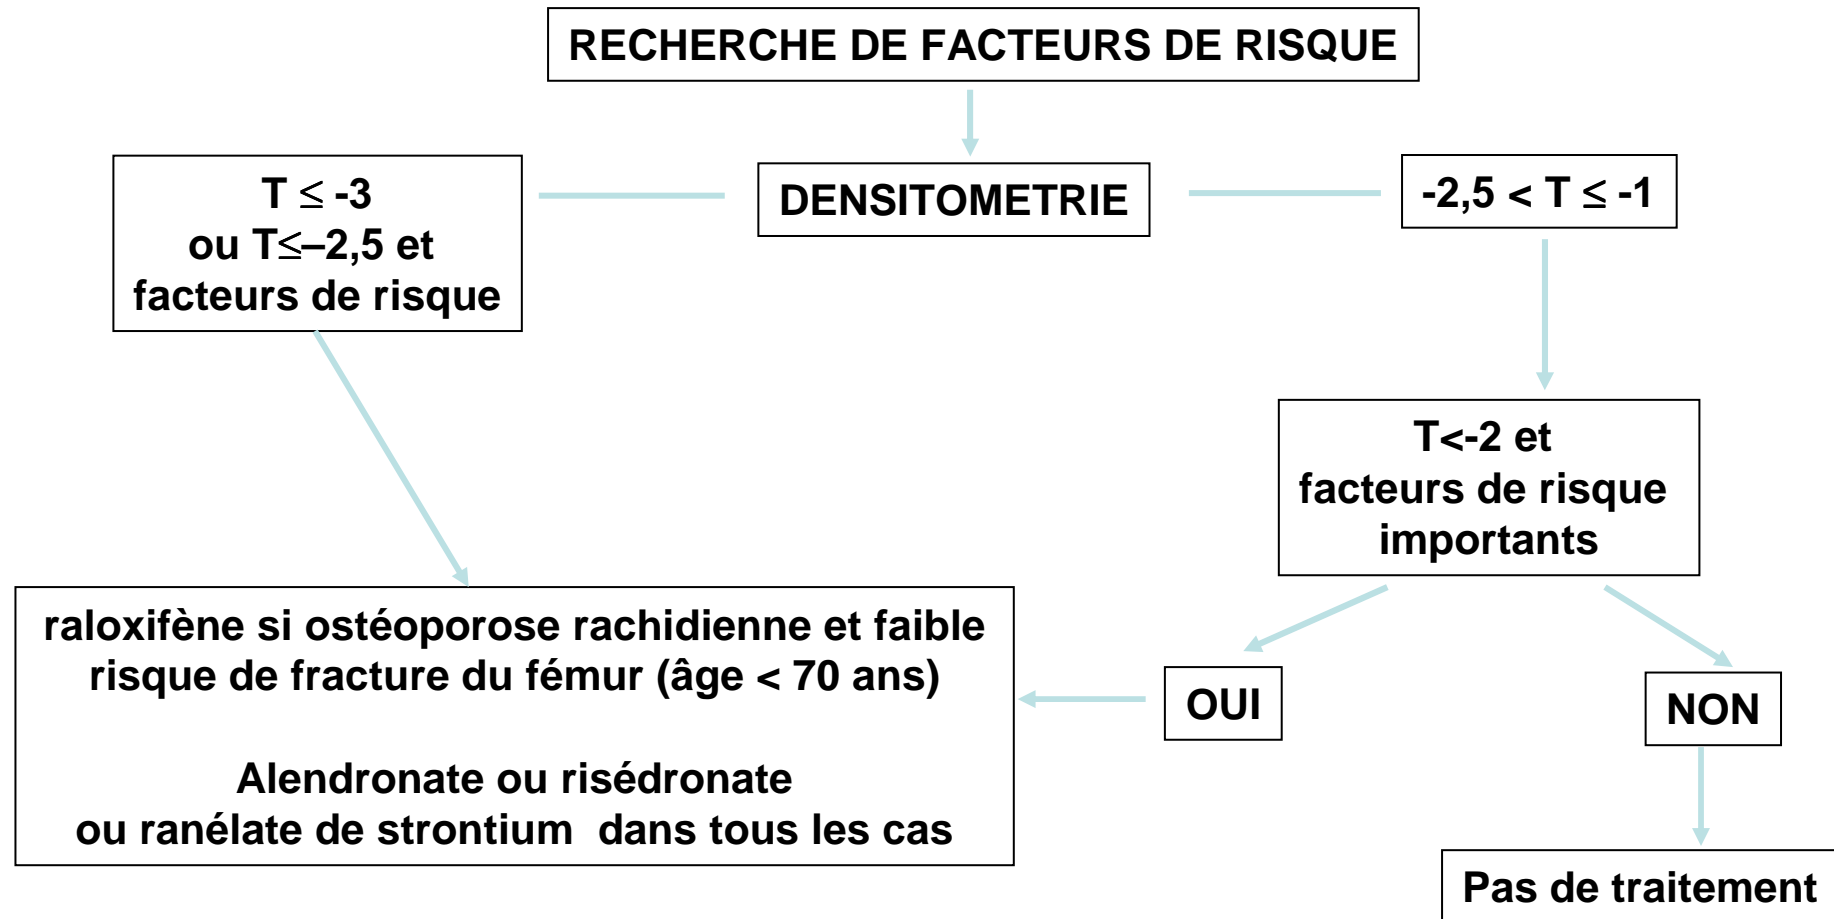 RECHERCHE DE FACTEURS DE RISQUE
T ≤ -3
ou T≤–2,5 et
facteurs de risque
DENSITOMETRIE
-2,5 < T ≤ -1
T<-2 et
facteurs de risque
importants
raloxifène si ostéoporose rachidienne et faible
risque de fracture du fémur (âge < 70 ans)
Alendronate ou risédronate
ou ranélate de strontium dans tous les cas
OUI
NON
Pas de traitement